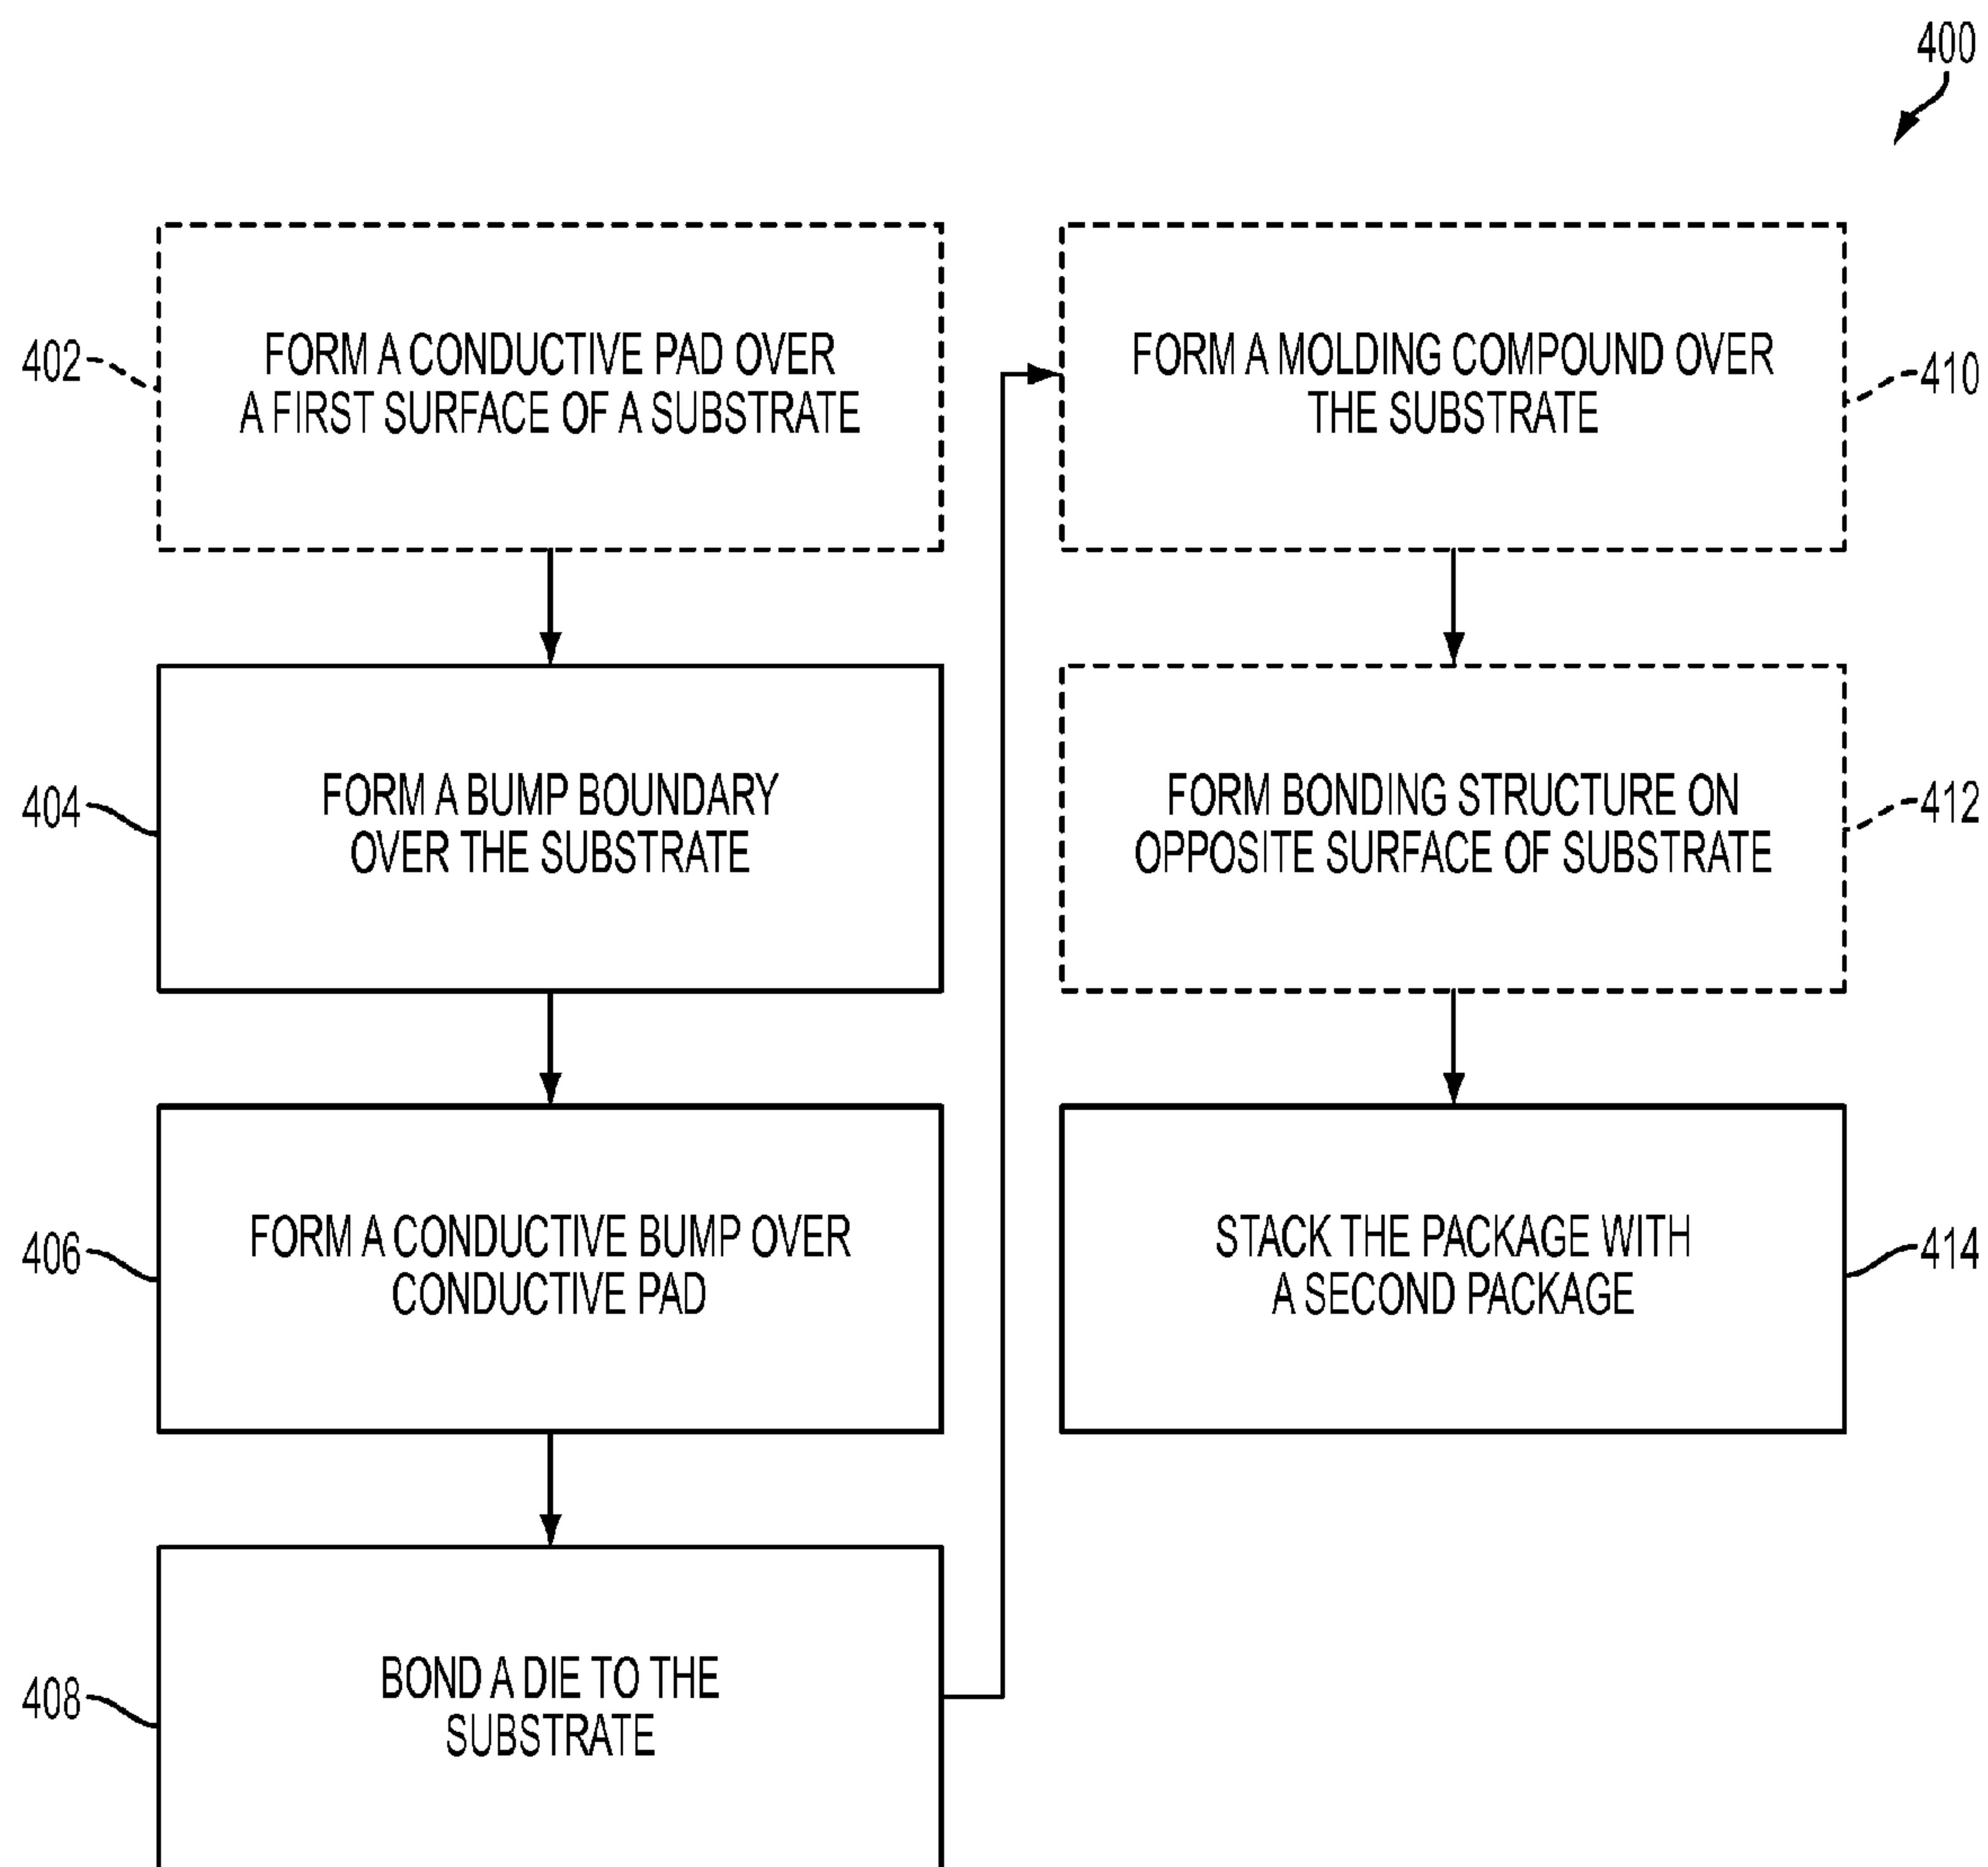 400
402
FORM A CONDUCTIVE PAD OVER
A FIRST SURFACE OF A SUBSTRATE
404
FORM A BUMP BOUNDARY
OVER THE SUBSTRATE
406
FORM A CONDUCTIVE BUMP OVER
CONDUCTIVE PAD
408
BOND A DIE TO THE
SUBSTRATE
FORM A MOLDING COMPOUND OVER
THE SUBSTRATE
410
FORM BONDING STRUCTURE ON
OPPOSITE SURFACE OF SUBSTRATE
412
STACK THE PACKAGE WITH
A SECOND PACKAGE
414